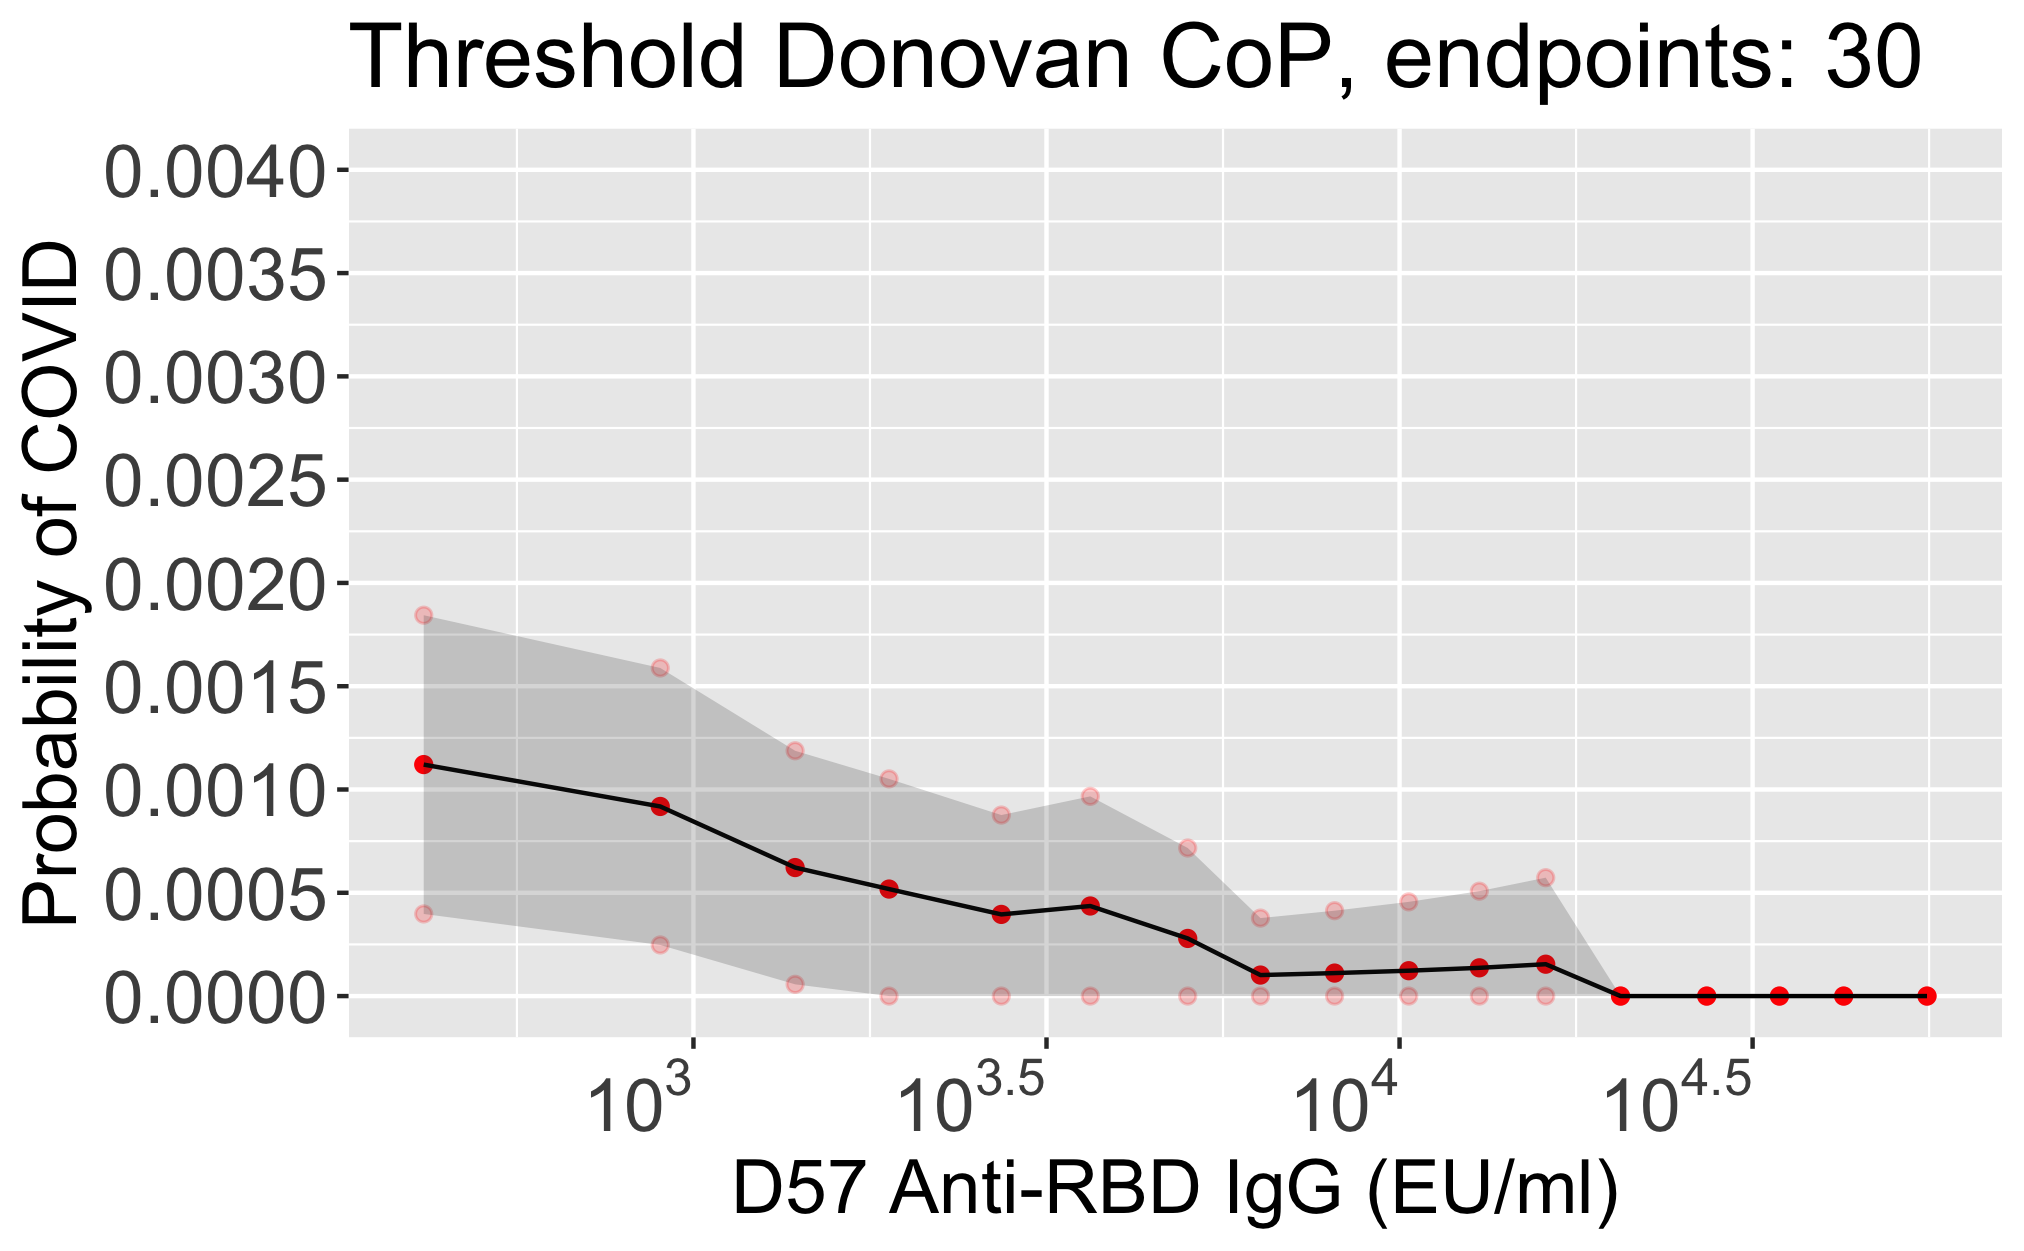 Threshold Donovan CoP, endpoints: 30
Probability of COVID
0.0040
0.0035
0.0030
0.0025
0.0020
0.0015
0.0010
0.0005
0.0000
10^3 10^3.5 10^4 10^4.5
D57 Anti-RBD IgG (EU/ml)